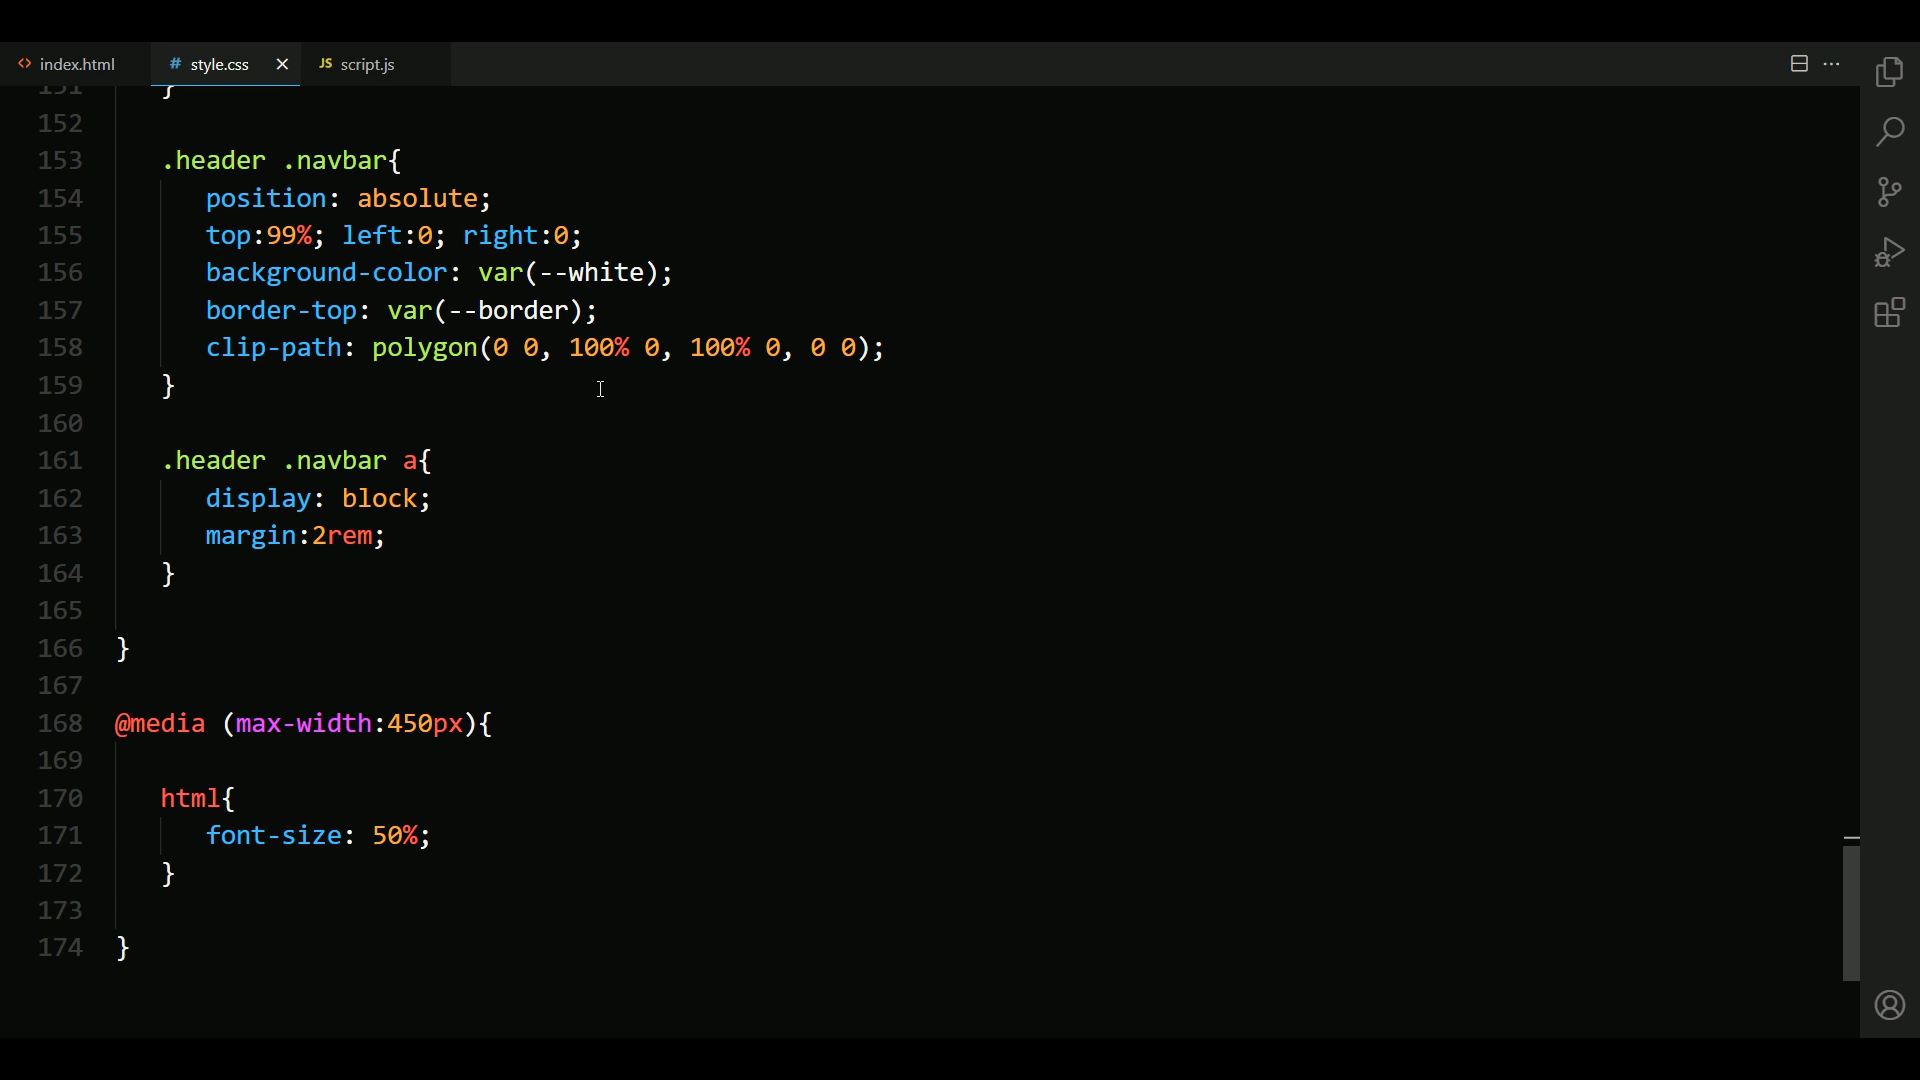 index.html
# style.css
JS script.js
151 }
152
153 .header .navbar{
154 position: absolute;
155 top:99%; left:0; right:0;
156 background-color: var(--white);
157 border-top: var(--border);
158 clip-path: polygon(0 0, 100% 0, 100% 0, 0 0);
159 }
160
161 .header .navbar a{
162 display: block;
163 margin:2rem;
164 }
165
166 }
167
168 @media (max-width:450px){
169
170 html{
171 font-size: 50%;
172 }
173
174 }